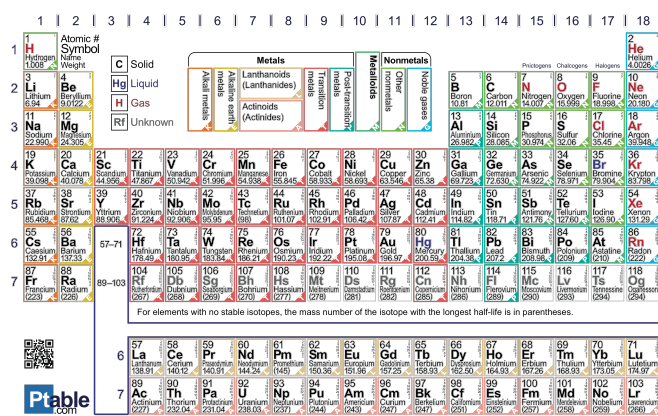 1 2 3 4 5 6 7 8 9 10 11 12 13 14 15 16 17 18
Atomic #
Symbol
Name
Weight
C Solid
Hg Liquid
H Gas
Rf Unknown
Metals
Metalloids
Nonmetals
Alkali metals
Alkaline earth metals
Lanthanoids (Lanthanides)
Actinoids (Actinides)
Transition metals
Post-transition metals
Other nonmetals
Noble gases
Pnictogens Chalcogens Halogens
1
1 H Hydrogen 1.008
2 He Helium 4.0026
2
3 Li Lithium 6.94
4 Be Beryllium 9.0122
5 B Boron 10.81
6 C Carbon 12.011
7 N Nitrogen 14.007
8 O Oxygen 15.999
9 F Fluorine 18.998
10 Ne Neon 20.180
3
11 Na Sodium 22.990
12 Mg Magnesium 24.305
13 Al Aluminium 26.982
14 Si Silicon 28.085
15 P Phosphorus 30.974
16 S Sulfur 32.06
17 Cl Chlorine 35.45
18 Ar Argon 39.948
4
19 K Potassium 39.098
20 Ca Calcium 40.078
21 Sc Scandium 44.956
22 Ti Titanium 47.867
23 V Vanadium 50.942
24 Cr Chromium 51.996
25 Mn Manganese 54.938
26 Fe Iron 55.845
27 Co Cobalt 58.933
28 Ni Nickel 58.693
29 Cu Copper 63.546
30 Zn Zinc 65.38
31 Ga Gallium 69.723
32 Ge Germanium 72.630
33 As Arsenic 74.922
34 Se Selenium 78.971
35 Br Bromine 79.904
36 Kr Krypton 83.798
5
37 Rb Rubidium 85.468
38 Sr Strontium 87.62
39 Y Yttrium 88.906
40 Zr Zirconium 91.224
41 Nb Niobium 92.906
42 Mo Molybdenum 95.95
43 Tc Technetium (98)
44 Ru Ruthenium 101.07
45 Rh Rhodium 102.91
46 Pd Palladium 106.42
47 Ag Silver 107.87
48 Cd Cadmium 112.41
49 In Indium 114.82
50 Sn Tin 118.71
51 Sb Antimony 121.76
52 Te Tellurium 127.60
53 I Iodine 126.90
54 Xe Xenon 131.29
6
55 Cs Caesium 132.91
56 Ba Barium 137.33
57–71
72 Hf Hafnium 178.49
73 Ta Tantalum 180.95
74 W Tungsten 183.84
75 Re Rhenium 186.21
76 Os Osmium 190.23
77 Ir Iridium 192.22
78 Pt Platinum 195.08
79 Au Gold 196.97
80 Hg Mercury 200.59
81 Tl Thallium 204.38
82 Pb Lead 207.2
83 Bi Bismuth 208.98
84 Po Polonium (209)
85 At Astatine (210)
86 Rn Radon (222)
7
87 Fr Francium (223)
88 Ra Radium (226)
89–103
104 Rf Rutherfordium (267)
105 Db Dubnium (268)
106 Sg Seaborgium (269)
107 Bh Bohrium (270)
108 Hs Hassium (277)
109 Mt Meitnerium (278)
110 Ds Darmstadtium (281)
111 Rg Roentgenium (282)
112 Cn Copernicium (285)
113 Nh Nihonium (286)
114 Fl Flerovium (289)
115 Mc Moscovium (290)
116 Lv Livermorium (293)
117 Ts Tennessine (294)
118 Og Oganesson (294)
For elements with no stable isotopes, the mass number of the isotope with the longest half-life is in parentheses.
6
57 La Lanthanum 138.91
58 Ce Cerium 140.12
59 Pr Praseodymium 140.91
60 Nd Neodymium 144.24
61 Pm Promethium (145)
62 Sm Samarium 150.36
63 Eu Europium 151.96
64 Gd Gadolinium 157.25
65 Tb Terbium 158.93
66 Dy Dysprosium 162.50
67 Ho Holmium 164.93
68 Er Erbium 167.26
69 Tm Thulium 168.93
70 Yb Ytterbium 173.05
71 Lu Lutetium 174.97
7
89 Ac Actinium (227)
90 Th Thorium 232.04
91 Pa Protactinium 231.04
92 U Uranium 238.03
93 Np Neptunium (237)
94 Pu Plutonium (244)
95 Am Americium (243)
96 Cm Curium (247)
97 Bk Berkelium (247)
98 Cf Californium (251)
99 Es Einsteinium (252)
100 Fm Fermium (257)
101 Md Mendelevium (258)
102 No Nobelium (259)
103 Lr Lawrencium (266)
Ptable
.com